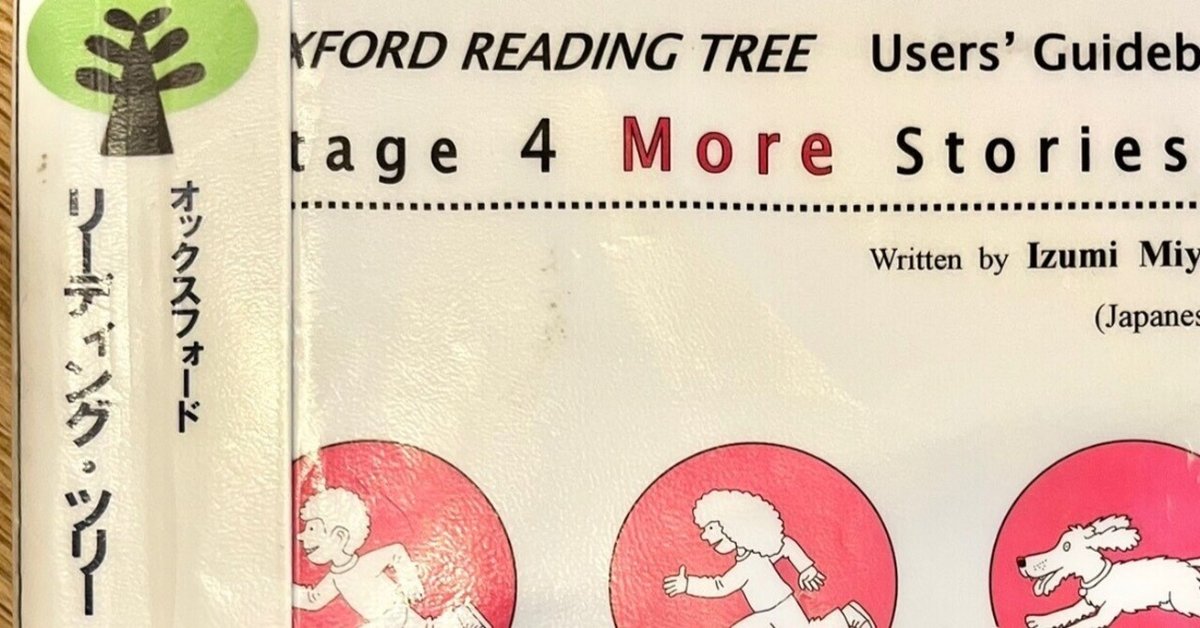 オックスフォード
リーディング・ツリー
XFORD READING TREE Users' Guideb
tage 4 More Stories
Written by Izumi Miy
(Japanes